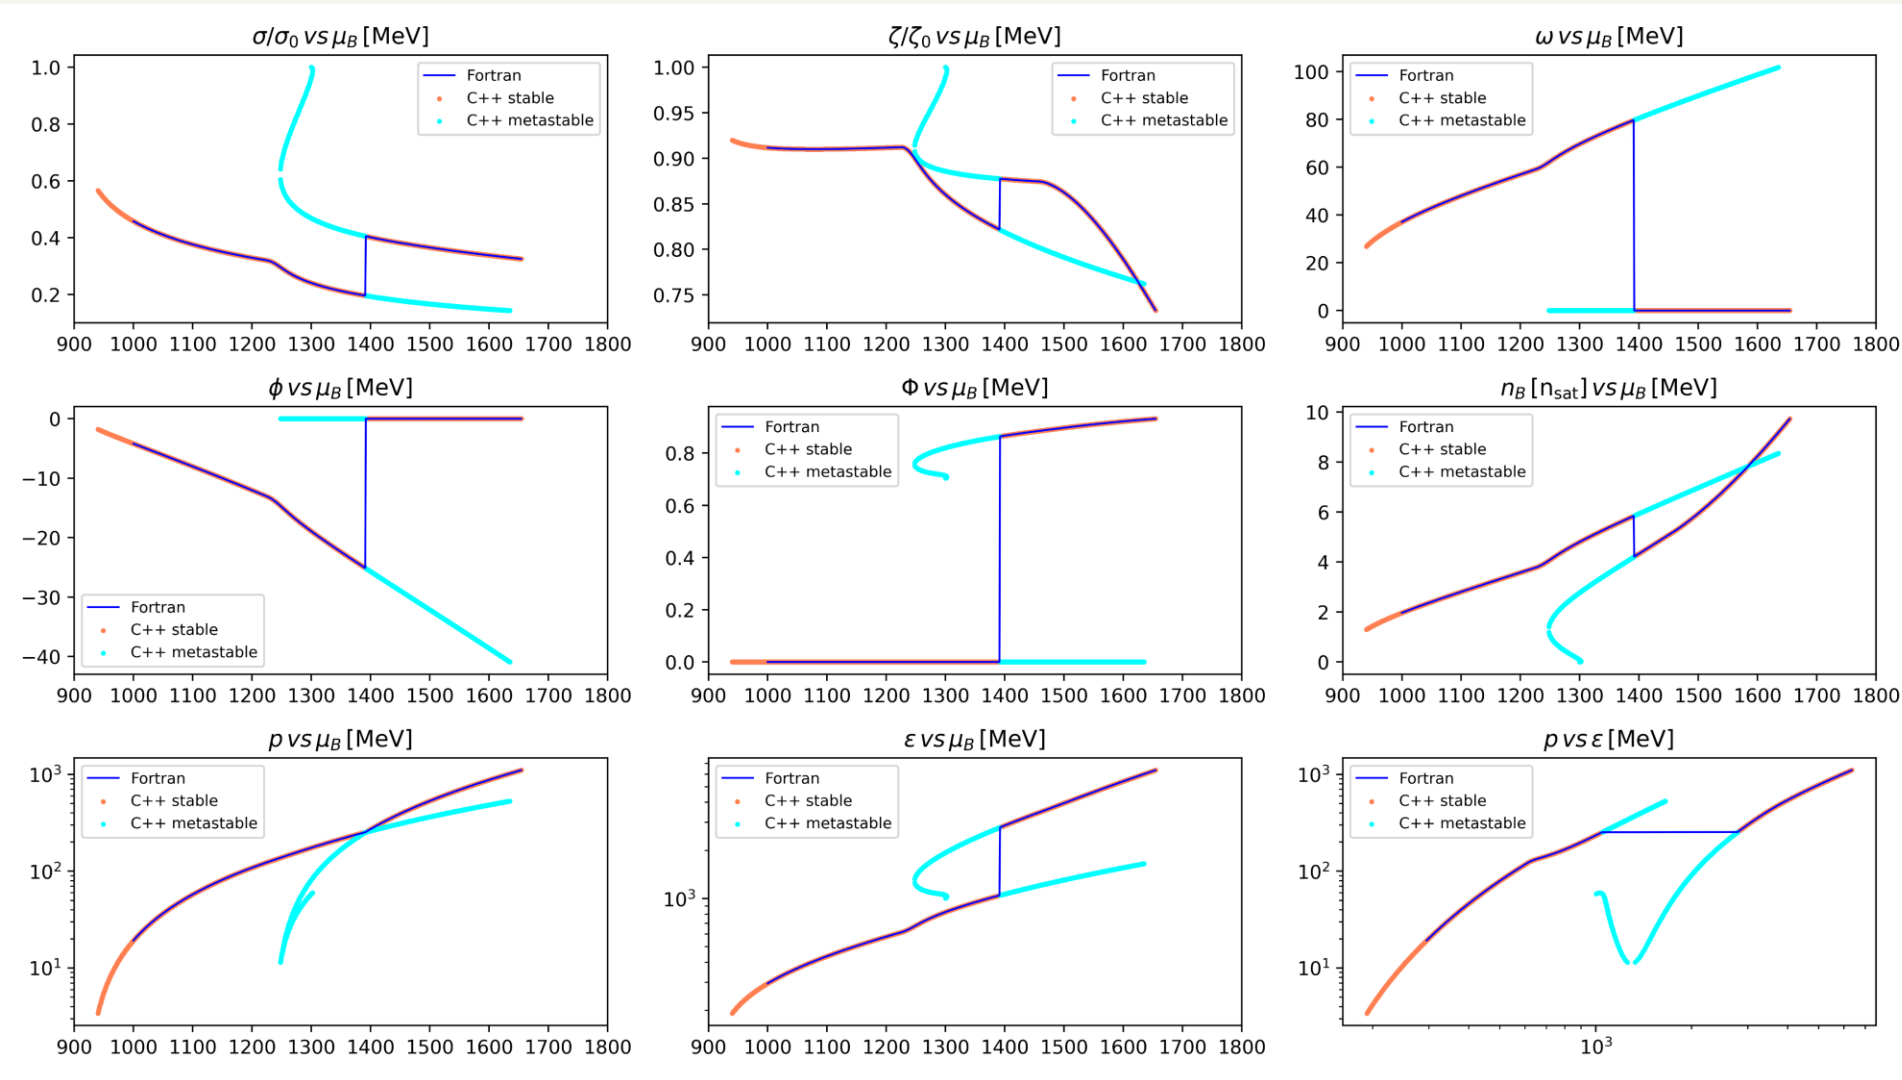 σ/σ₀ vs μ_B [MeV]
1.0
0.8
0.6
0.4
0.2
Fortran
C++ stable
C++ metastable
900 1000 1100 1200 1300 1400 1500 1600 1700 1800
ζ/ζ₀ vs μ_B [MeV]
1.00
0.95
0.90
0.85
0.80
0.75
Fortran
C++ stable
C++ metastable
900 1000 1100 1200 1300 1400 1500 1600 1700 1800
ω vs μ_B [MeV]
100
80
60
40
20
0
Fortran
C++ stable
C++ metastable
900 1000 1100 1200 1300 1400 1500 1600 1700 1800
ϕ vs μ_B [MeV]
0
−10
−20
−30
−40
Fortran
C++ stable
C++ metastable
900 1000 1100 1200 1300 1400 1500 1600 1700 1800
Φ vs μ_B [MeV]
0.8
0.6
0.4
0.2
0.0
Fortran
C++ stable
C++ metastable
900 1000 1100 1200 1300 1400 1500 1600 1700 1800
n_B [n_sat] vs μ_B [MeV]
10
8
6
4
2
0
Fortran
C++ stable
C++ metastable
900 1000 1100 1200 1300 1400 1500 1600 1700 1800
p vs μ_B [MeV]
10³
10²
10¹
Fortran
C++ stable
C++ metastable
900 1000 1100 1200 1300 1400 1500 1600 1700 1800
ε vs μ_B [MeV]
10³
Fortran
C++ stable
C++ metastable
900 1000 1100 1200 1300 1400 1500 1600 1700 1800
p vs ε [MeV]
10³
10²
10¹
Fortran
C++ stable
C++ metastable
10³